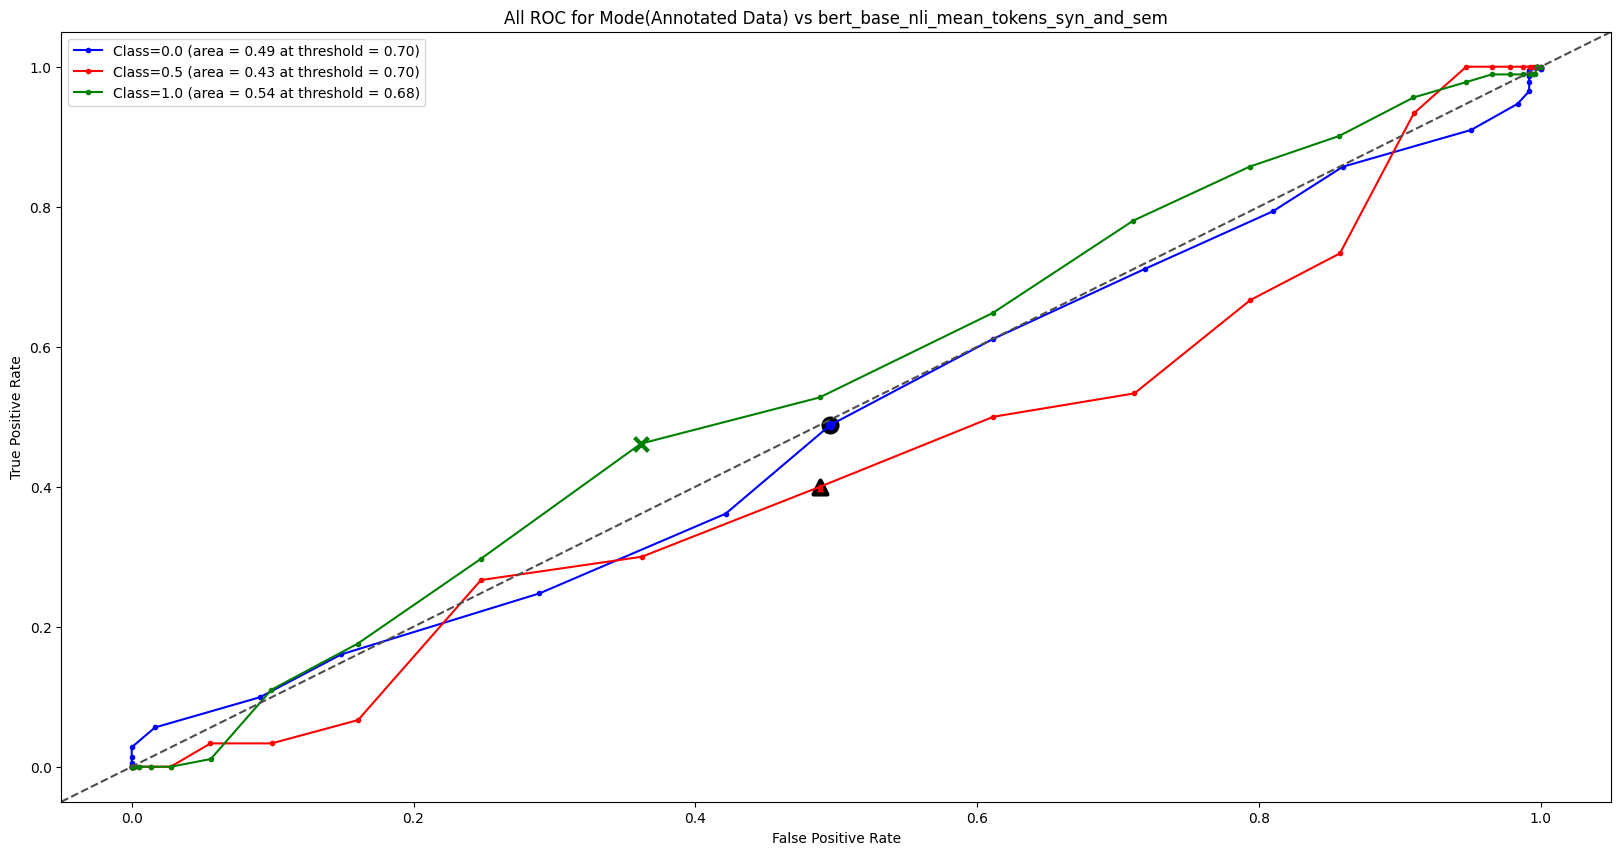 All ROC for Mode(Annotated Data) vs bert_base_nli_mean_tokens_syn_and_sem
Class=0.0 (area = 0.49 at threshold = 0.70)
Class=0.5 (area = 0.43 at threshold = 0.70)
Class=1.0 (area = 0.54 at threshold = 0.68)
True Positive Rate
1.0
0.8
0.6
0.4
0.2
0.0
0.0 0.2 0.4 0.6 0.8 1.0
False Positive Rate